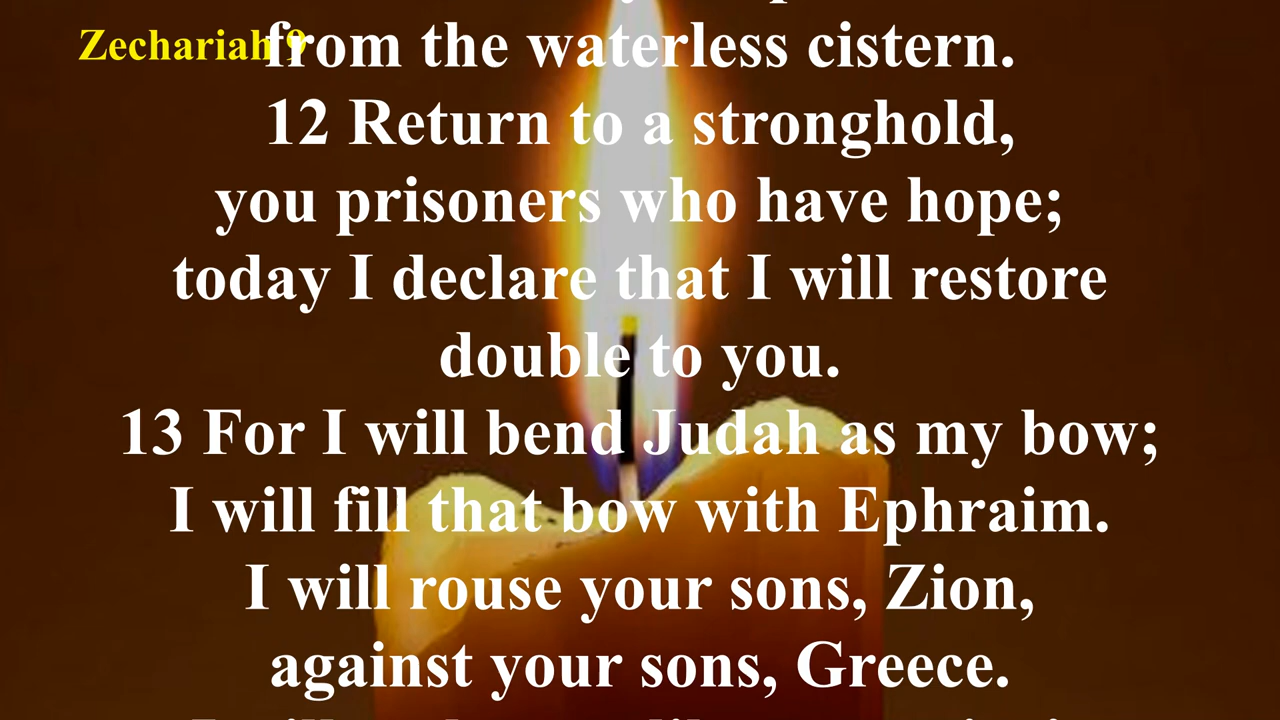 Zechariah 9
from the waterless cistern.
12 Return to a stronghold,
you prisoners who have hope;
today I declare that I will restore
double to you.
13 For I will bend Judah as my bow;
I will fill that bow with Ephraim.
I will rouse your sons, Zion,
against your sons, Greece.